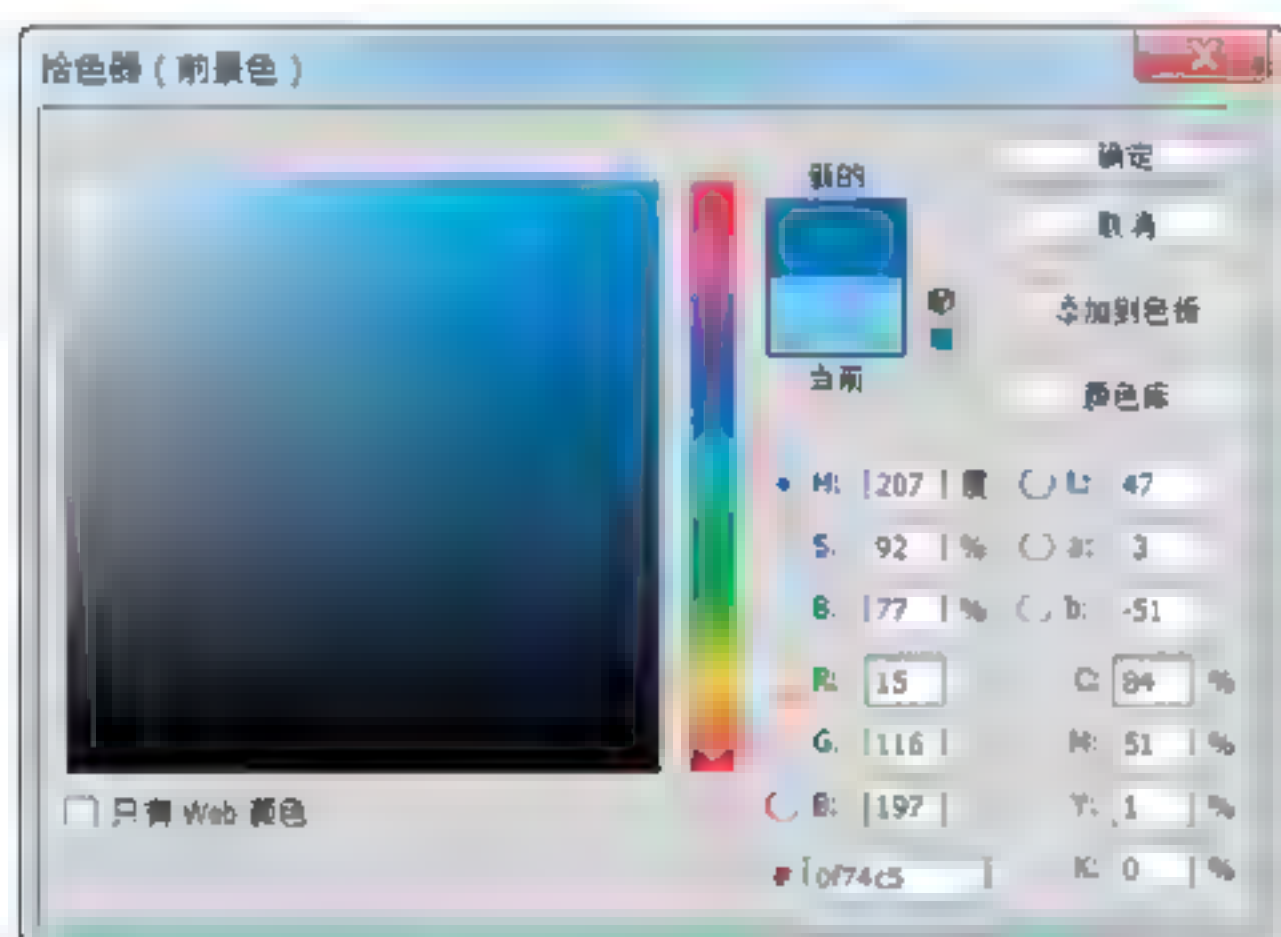 拾色器(前景色)
新的
当前
确定
取消
添加到色板
颜色库
H: 207 度
S: 92 %
B: 77 %
R: 15
G: 116
B: 197
# 0f74c5
L: 47
a: 3
b: -51
C: 84 %
M: 51 %
Y: 1 %
K: 0 %
只有 Web 颜色